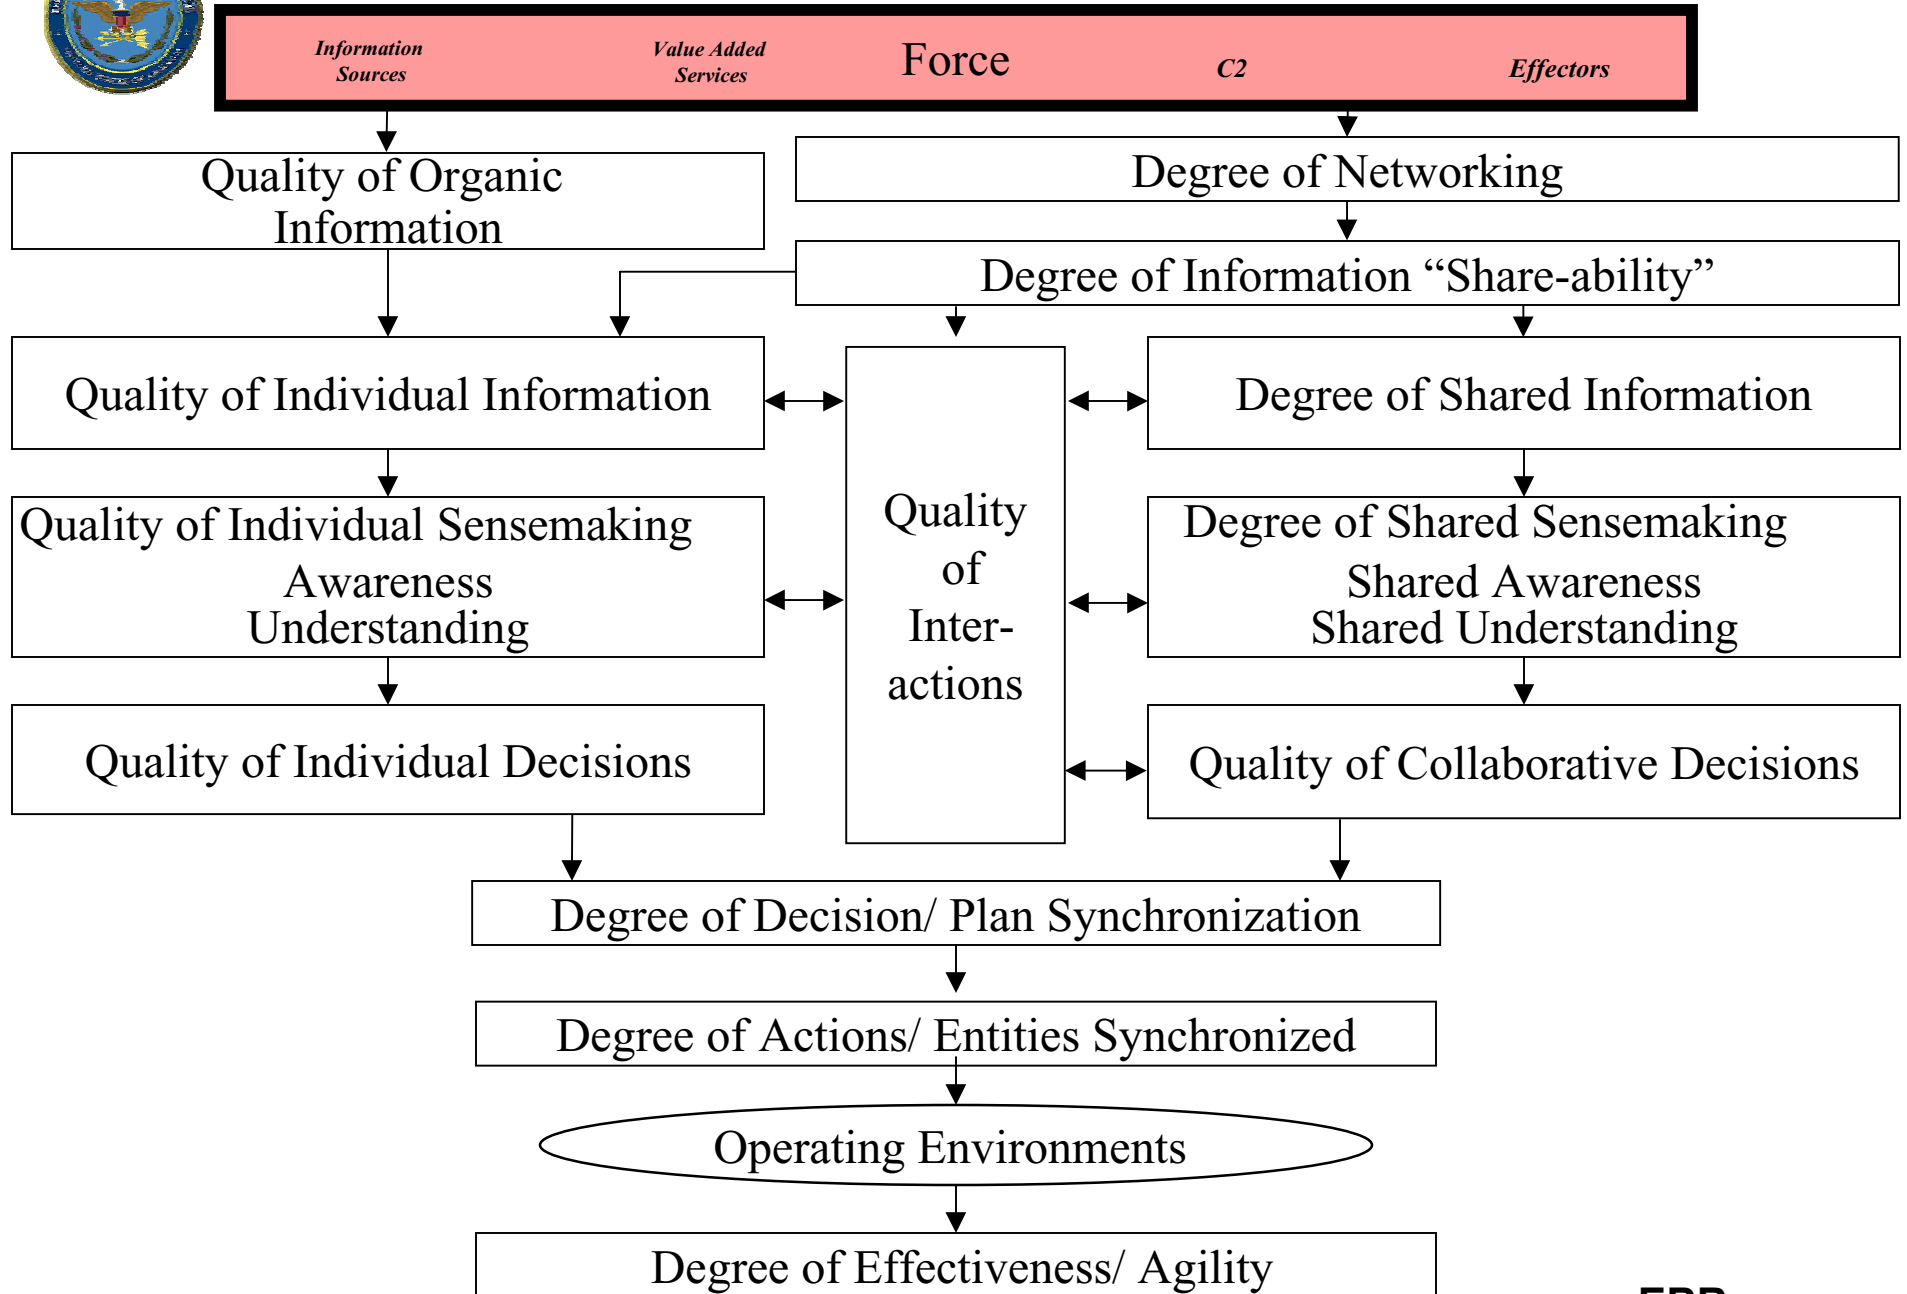 Information
Sources
Value Added
Services
Force
C2
Effectors
Quality of Organic
Information
Degree of Networking
Degree of Information “Share-ability”
Quality of Individual Information
Degree of Shared Information
Quality of Individual Sensemaking
Awareness
Understanding
Quality
of
Inter-
actions
Degree of Shared Sensemaking
Shared Awareness
Shared Understanding
Quality of Individual Decisions
Quality of Collaborative Decisions
Degree of Decision/ Plan Synchronization
Degree of Actions/ Entities Synchronized
Operating Environments
Degree of Effectiveness/ Agility